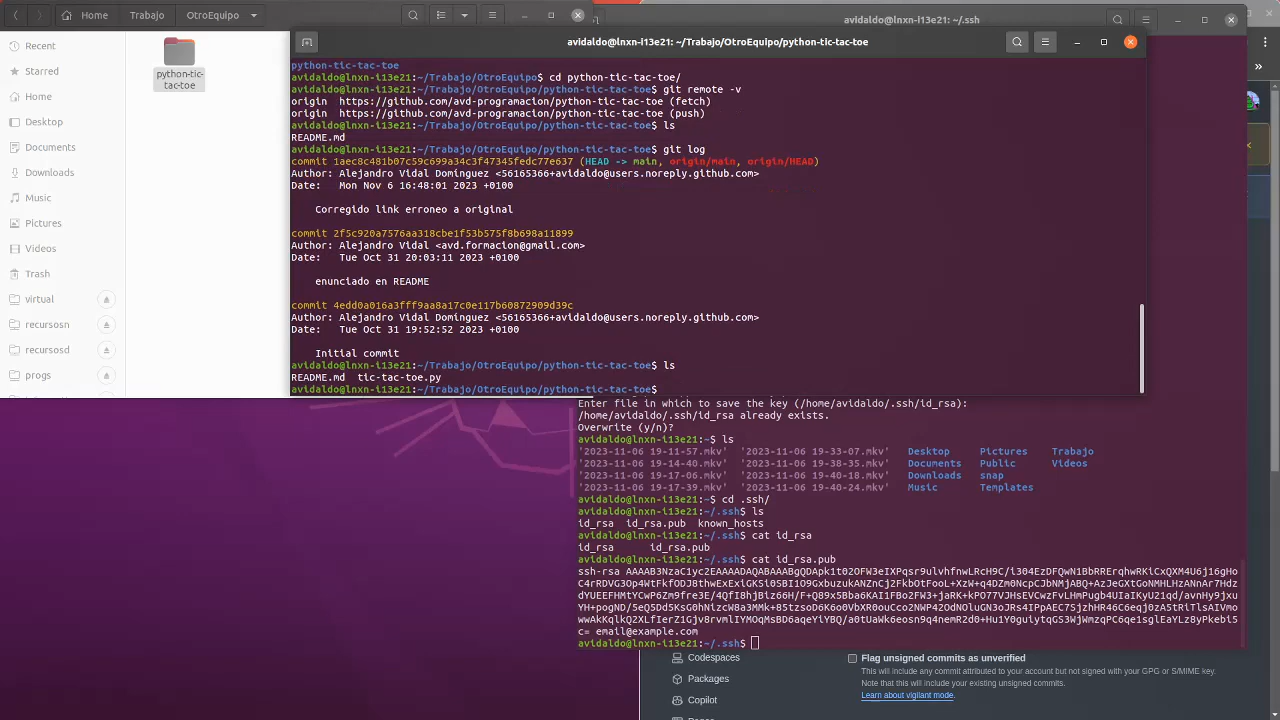 Home Trabajo OtroEquipo
avidaldo@lnxn-i13e21: ~/.ssh
Recent
Starred
Home
Desktop
Documents
Downloads
Music
Pictures
Videos
Trash
virtual
recursosn
recursosd
progs
python-tic-
tac-toe
avidaldo@lnxn-i13e21: ~/Trabajo/OtroEquipo/python-tic-tac-toe
python-tic-tac-toe
avidaldo@lnxn-i13e21:~/Trabajo/OtroEquipo$ cd python-tic-tac-toe/
avidaldo@lnxn-i13e21:~/Trabajo/OtroEquipo/python-tic-tac-toe$ git remote -v
origin  https://github.com/avd-programacion/python-tic-tac-toe (fetch)
origin  https://github.com/avd-programacion/python-tic-tac-toe (push)
avidaldo@lnxn-i13e21:~/Trabajo/OtroEquipo/python-tic-tac-toe$ ls
README.md
avidaldo@lnxn-i13e21:~/Trabajo/OtroEquipo/python-tic-tac-toe$ git log
commit 1aec8c481b07c59c699a34c3f47345fedc77e637 (HEAD -> main, origin/main, origin/HEAD)
Author: Alejandro Vidal Domínguez <56165366+avidaldo@users.noreply.github.com>
Date:   Mon Nov 6 16:48:01 2023 +0100
Corregido link erroneo a original
commit 2f5c920a7576aa318cbe1f53b575f8b698a11899
Author: Alejandro Vidal <avd.formacion@gmail.com>
Date:   Tue Oct 31 20:03:11 2023 +0100
enunciado en README
commit 4edd0a016a3fff9aa8a17c0e117b60872909d39c
Author: Alejandro Vidal Domínguez <56165366+avidaldo@users.noreply.github.com>
Date:   Tue Oct 31 19:52:52 2023 +0100
Initial commit
avidaldo@lnxn-i13e21:~/Trabajo/OtroEquipo/python-tic-tac-toe$ ls
README.md  tic-tac-toe.py
avidaldo@lnxn-i13e21:~/Trabajo/OtroEquipo/python-tic-tac-toe$
Enter file in which to save the key (/home/avidaldo/.ssh/id_rsa):
/home/avidaldo/.ssh/id_rsa already exists.
Overwrite (y/n)?
avidaldo@lnxn-i13e21:~$ ls
'2023-11-06 19-11-57.mkv'  '2023-11-06 19-33-07.mkv'  Desktop  Pictures  Trabajo
'2023-11-06 19-14-40.mkv'  '2023-11-06 19-38-35.mkv'  Documents  Public  Videos
'2023-11-06 19-17-06.mkv'  '2023-11-06 19-40-18.mkv'  Downloads  snap
'2023-11-06 19-17-39.mkv'  '2023-11-06 19-40-24.mkv'  Music  Templates
avidaldo@lnxn-i13e21:~$ cd .ssh/
avidaldo@lnxn-i13e21:~/.ssh$ ls
id_rsa  id_rsa.pub  known_hosts
avidaldo@lnxn-i13e21:~/.ssh$ cat id_rsa
id_rsa      id_rsa.pub
avidaldo@lnxn-i13e21:~/.ssh$ cat id_rsa.pub
ssh-rsa
c= email@example.com
avidaldo@lnxn-i13e21:~/.ssh$
Codespaces
Packages
Copilot
Flag unsigned commits as unverified
This will include any commit attributed to your account but not signed with your GPG or S/MIME key.
Note that this will include your existing unsigned commits.
Learn about vigilant mode.